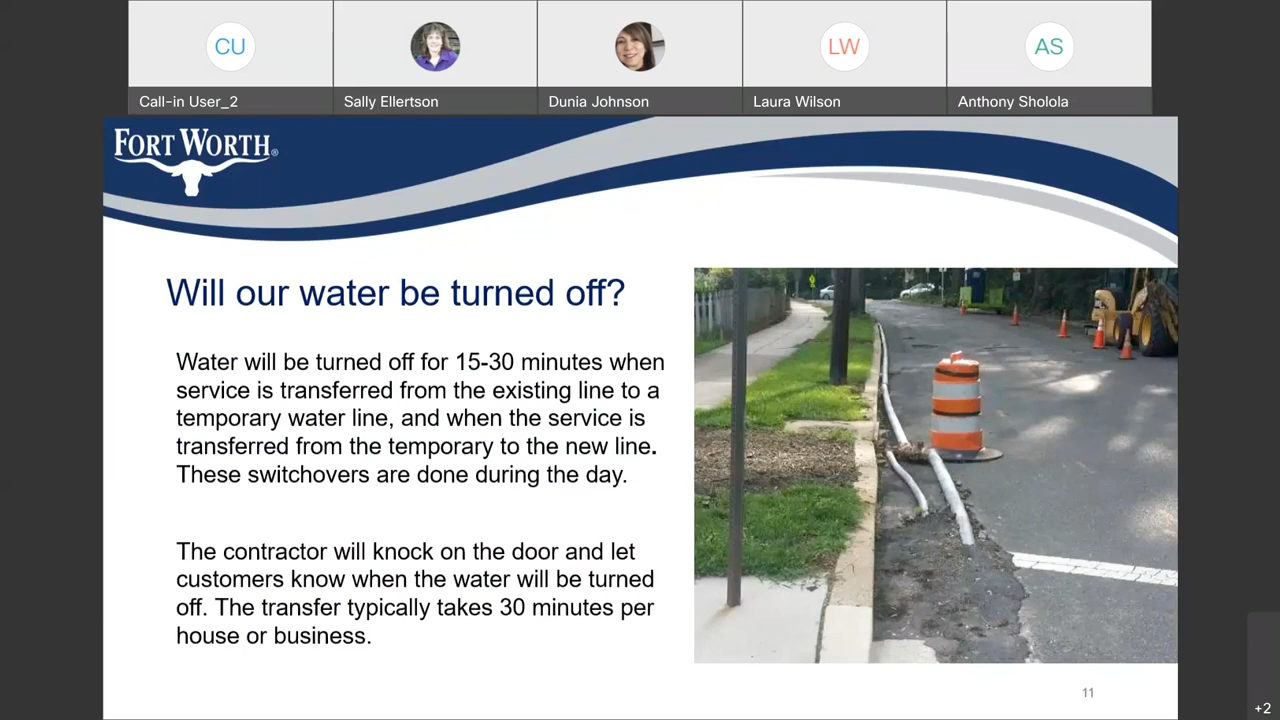 CU
LW
AS
Call-in User_2
Sally Ellertson
Dunia Johnson
Laura Wilson
Anthony Sholola
FORT WORTH®
Will our water be turned off?
Water will be turned off for 15-30 minutes when
service is transferred from the existing line to a
temporary water line, and when the service is
transferred from the temporary to the new line.
These switchovers are done during the day.
The contractor will knock on the door and let
customers know when the water will be turned
off. The transfer typically takes 30 minutes per
house or business.
11
+2